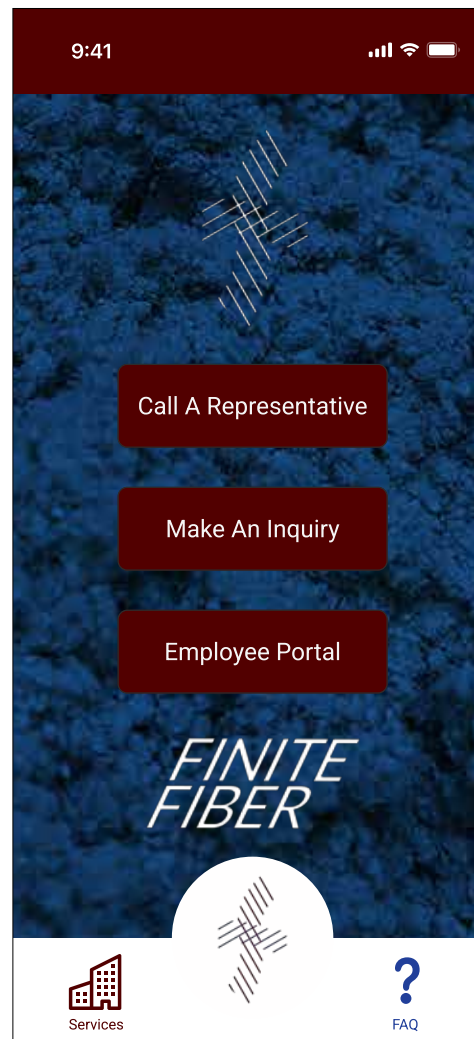 9:41
Call A Representative
Make An Inquiry
Employee Portal
FINITE
FIBER
Services
?
FAQ